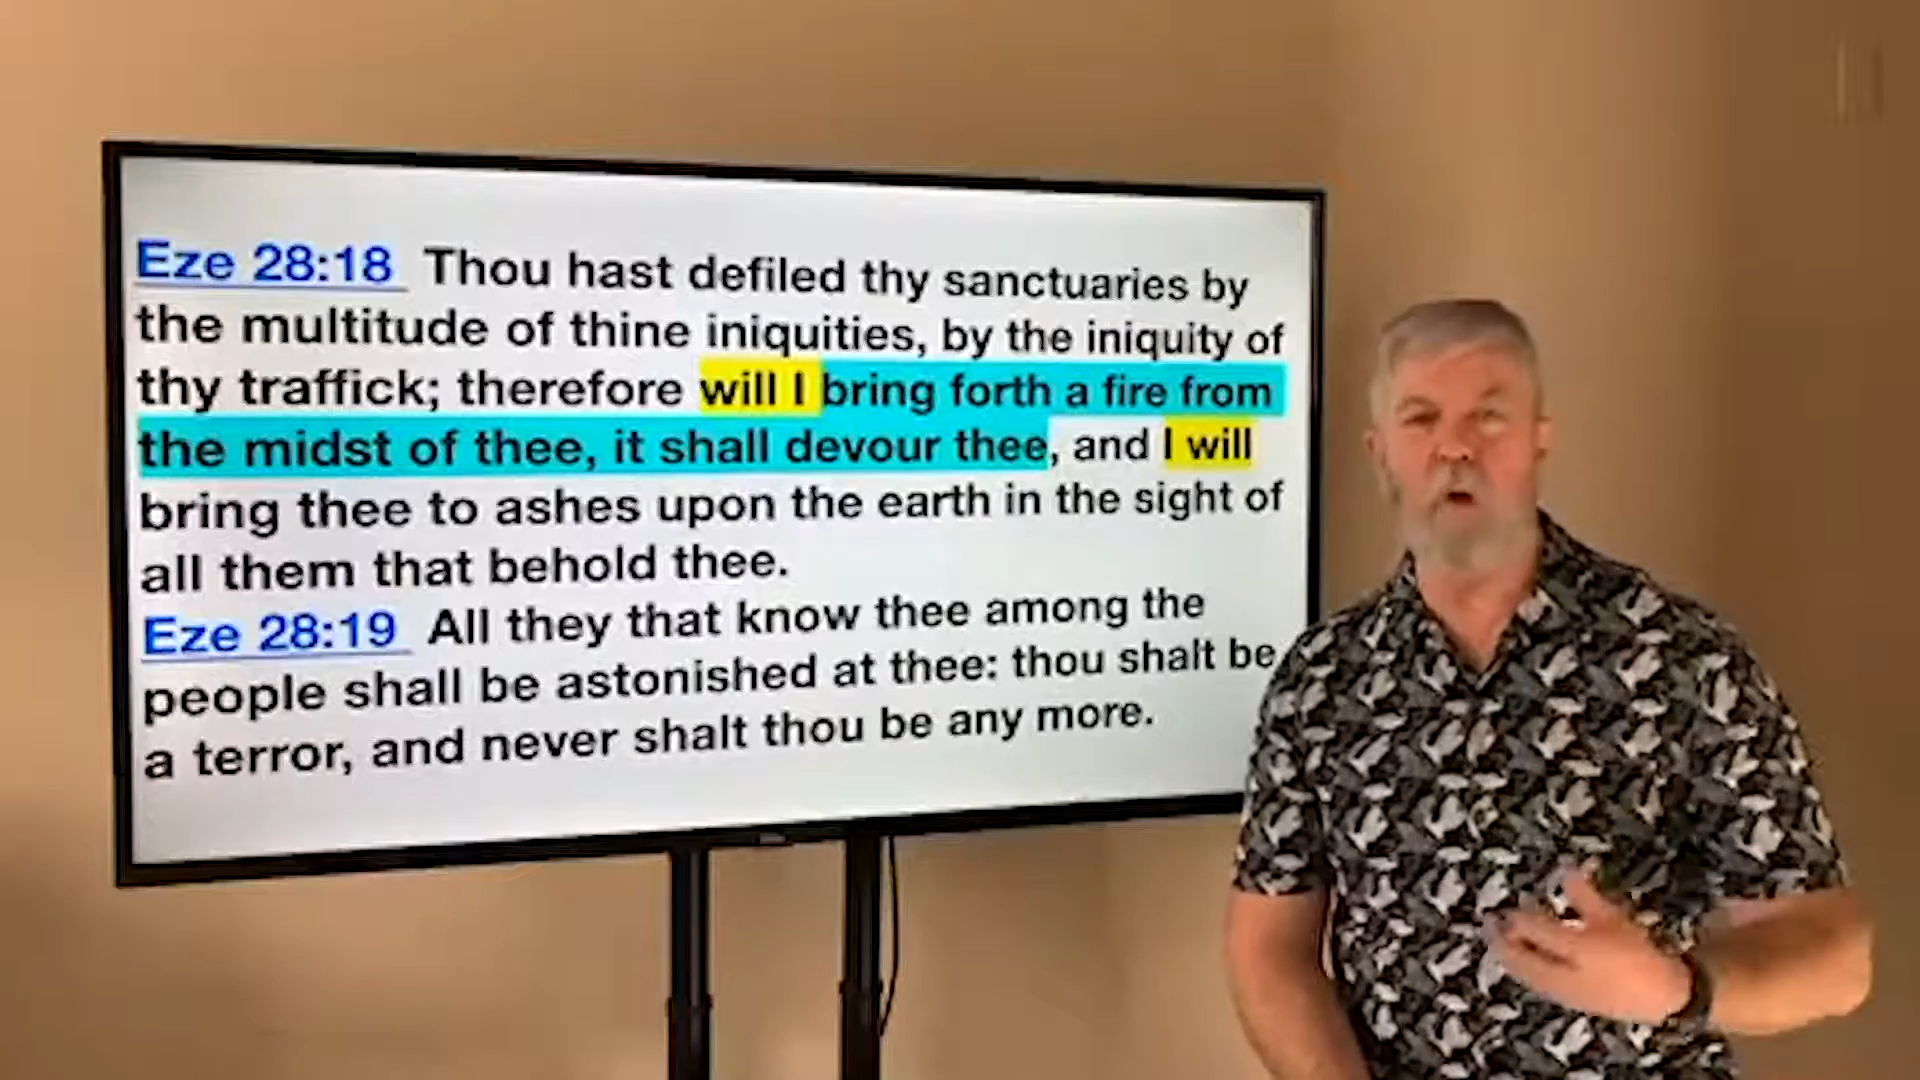 Eze 28:18 Thou hast defiled thy sanctuaries by
the multitude of thine iniquities, by the iniquity of
thy traffick; therefore will I bring forth a fire from
the midst of thee, it shall devour thee, and I will
bring thee to ashes upon the earth in the sight of
all them that behold thee.
Eze 28:19 All they that know thee among the
people shall be astonished at thee: thou shalt be
a terror, and never shalt thou be any more.